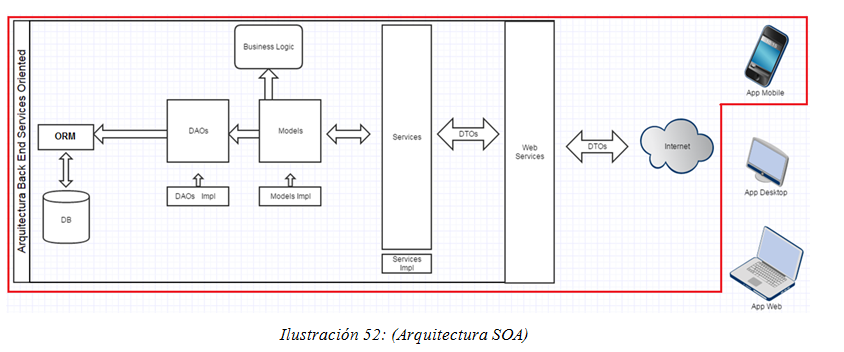 Arquitectura Back End Services Oriented
Business Logic
ORM
DAOs
Models
Services
DTOs
Web
Services
DTOs
Internet
DAOs Impl
Models Impl
DB
Services
Impl
App Mobile
App Desktop
App Web
Ilustración 52: (Arquitectura SOA)